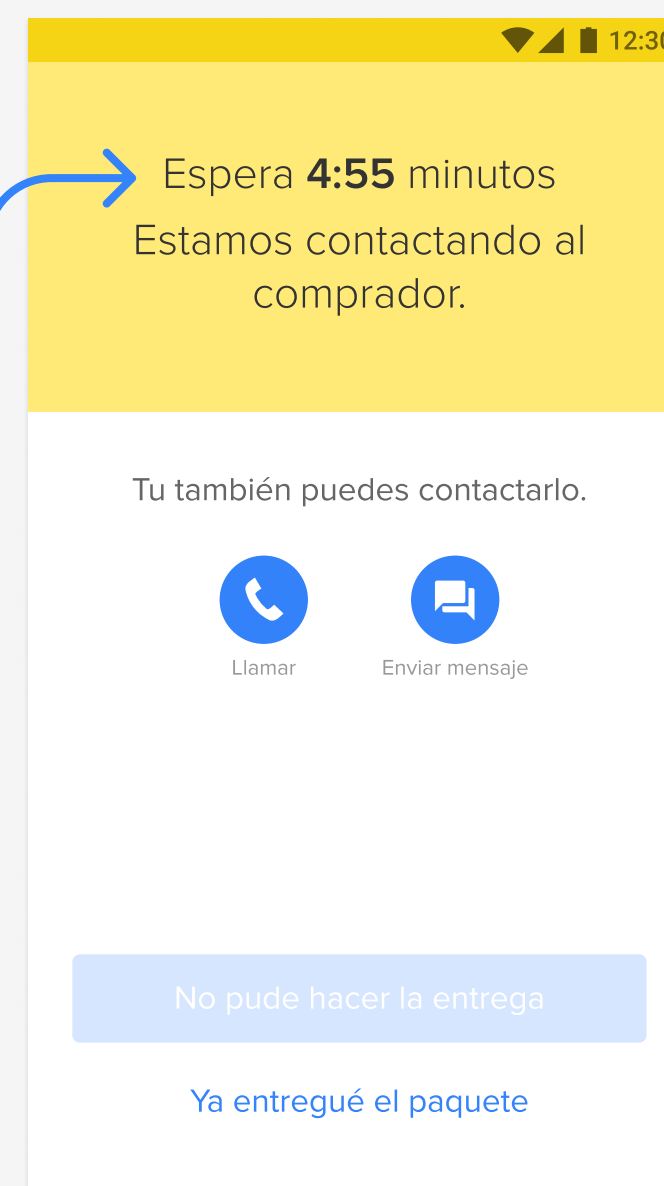 12:30
Espera 4:55 minutos
Estamos contactando al
comprador.
Tu también puedes contactarlo.
Llamar
Enviar mensaje
No pude hacer la entrega
Ya entregué el paquete